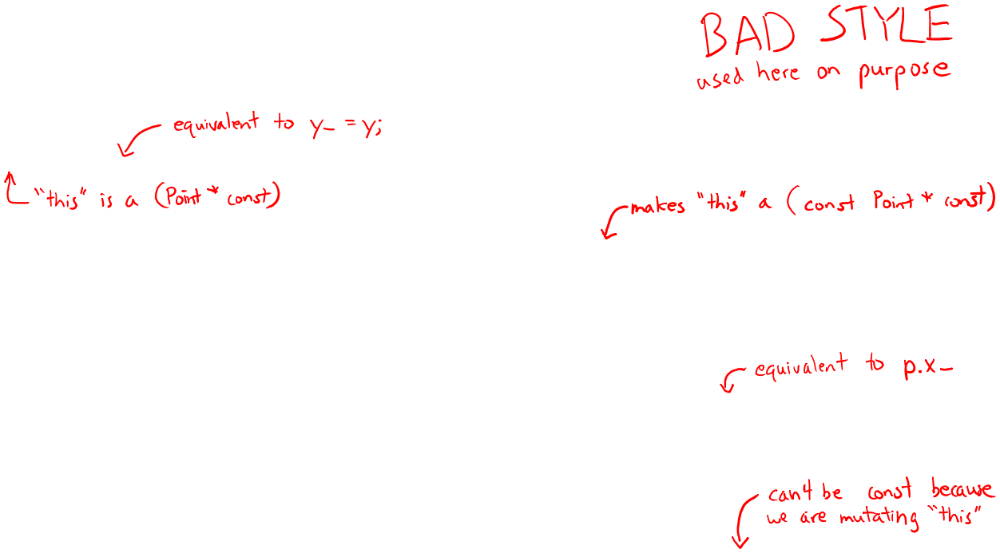 BAD STYLE
used here on purpose
equivalent to y_ = y;
"this" is a (Point * const)
makes "this" a (const Point * const)
equivalent to p.x_
can't be const because
we are mutating "this"